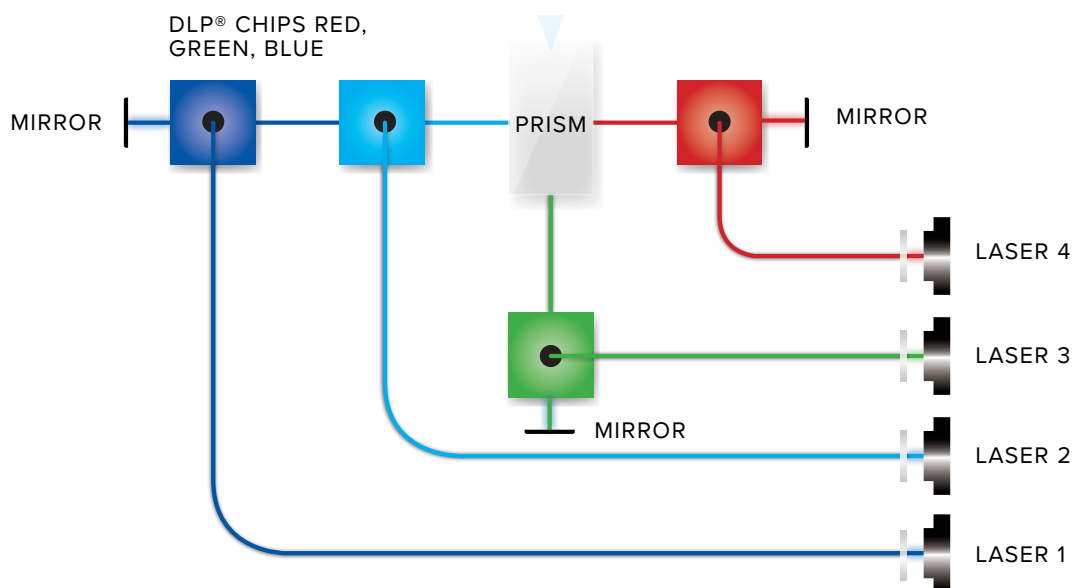 DLP® CHIPS RED,
GREEN, BLUE
MIRROR
PRISM
MIRROR
LASER 4
LASER 3
MIRROR
LASER 2
LASER 1